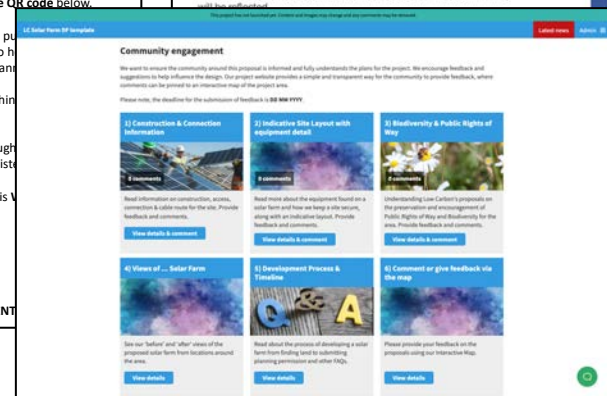 QR code below.
will be reflected
This project has not launched yet. Content and images may change and any comments may be removed.
LC Solar Farm DP template
Latest news
Admin
Community engagement
We want to ensure the community around this proposal is informed and fully understands the plans for the project. We encourage feedback and
suggestions to help influence the design. Our project website provides a simple and transparent way for the community to provide feedback, where
comments can be pinned to an interactive map of the project area.
Please note, the deadline for the submission of feedback is DD MM YYYY.
1) Construction & Connection
Information
0 comments
Read information on construction, access,
connection & cable route for the site. Provide
feedback and comments.
View details & comment
2) Indicative Site Layout with
equipment detail
0 comments
Read more about the equipment found on a
solar farm and how we keep a site secure,
along with an indicative layout. Provide
feedback and comments.
View details & comment
3) Biodiversity & Public Rights of
Way
0 comments
Understanding Low Carbon's proposals on
the preservation and encouragement of
Public Rights of Way and Biodiversity for the
area. Provide feedback and comments.
View details & comment
4) Views of ... Solar Farm
See our 'before' and 'after' views of the
proposed solar farm from locations around
the area.
View details
5) Development Process &
Timeline
Q & A
Read about the process of developing a solar
farm from finding land to submitting
planning permission and other FAQs.
View details
6) Comment or give feedback via
the map
Please provide your feedback on the
proposals using our Interactive Map.
View details